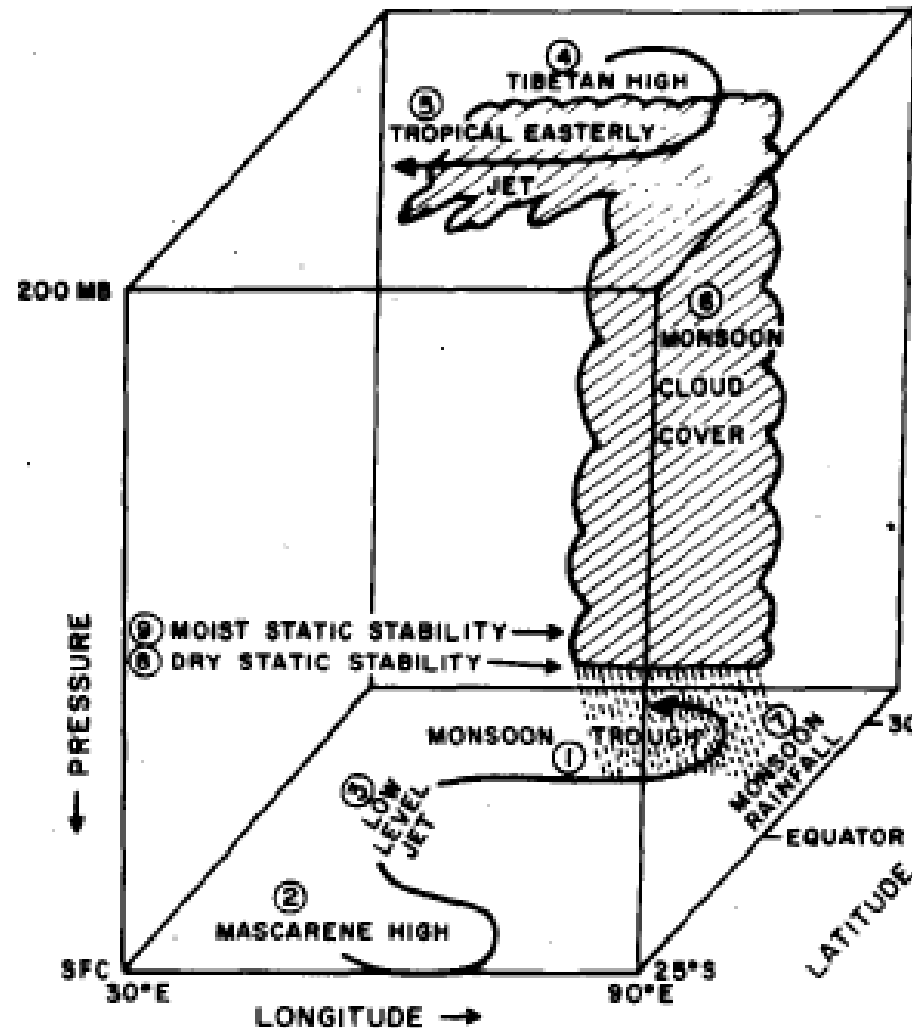 ④
TIBETAN HIGH
⑤
TROPICAL EASTERLY
JET
200 MB
⑥
MONSOON
CLOUD
COVER
⑨ MOIST STATIC STABILITY
⑧ DRY STATIC STABILITY
← PRESSURE
MONSOON TROUGH
①
⑦
MONSOON
RAINFALL
30
③
LOW
LEVEL
JET
EQUATOR
②
MASCARENE HIGH
LATITUDE
SFC
25°S
30°E
90°E
LONGITUDE →